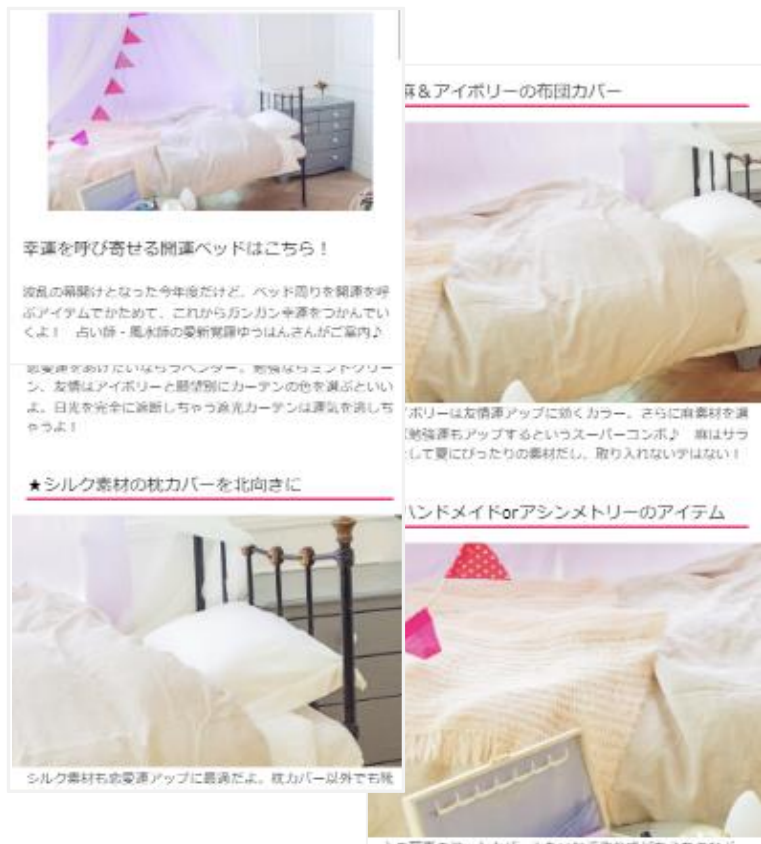 幸運を呼び寄せる開運ベッドはこちら！
波乱の幕開けとなった今年度だけど、ベッド周りを開運を呼
ぶアイテムでかためて、これからガンガン幸運をつかんでい
くよ！　占い師・風水師の愛新覚羅ゆうはんさんがご案内♪
恋愛運をあげたいならラベンダー。勉強ならミントグリー
ン、友情はアイボリーと願望別にカーテンの色を選ぶといい
よ。日光を完全に遮断しちゃう遮光カーテンは運気を逃しち
ゃうよ！
★シルク素材の枕カバーを北向きに
シルク素材も恋愛運アップに最適だよ。枕カバー以外でも
麻＆アイボリーの布団カバー
ボリーは友情運アップに効くカラー。さらに麻素材を選
勉強運もアップするというスーパーコンボ♪　麻はサラ
して夏にぴったりの素材だし、取り入れないテはない！
ハンドメイドorアシンメトリーのアイテム